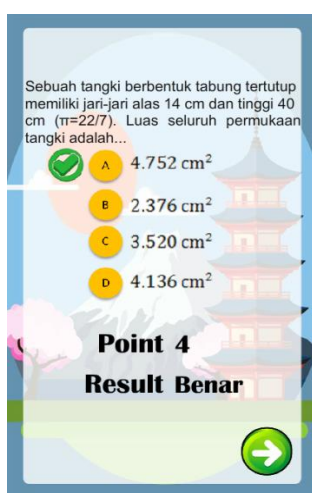 Sebuah tangki berbentuk tabung tertutup
memiliki jari-jari alas 14 cm dan tinggi 40
cm (π=22/7). Luas seluruh permukaan
tangki adalah...
A 4.752 cm²
B 2.376 cm²
C 3.520 cm²
D 4.136 cm²
Point 4
Result Benar